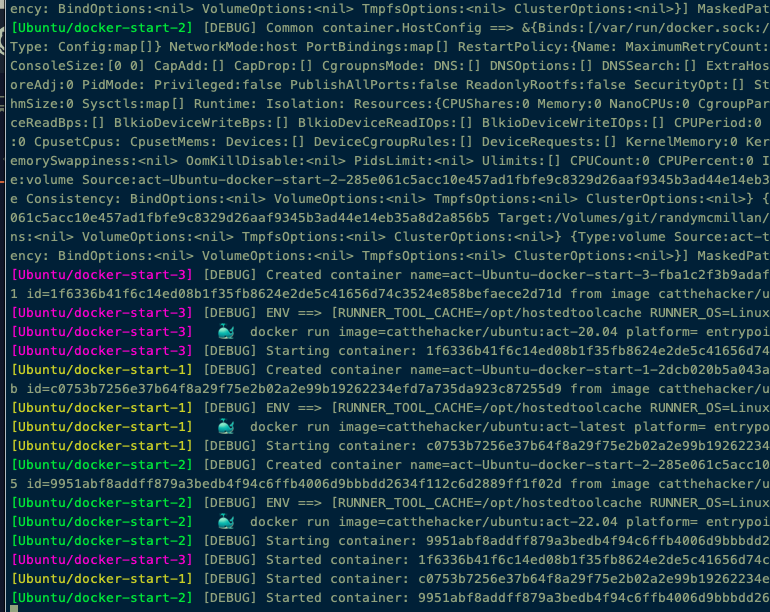 ency: BindOptions:<nil> VolumeOptions:<nil> TmpfsOptions:<nil> ClusterOptions:<nil>}] MaskedPat
[Ubuntu/docker-start-2] [DEBUG] Common container.HostConfig ==> &{Binds:[/var/run/docker.sock:/
Type: Config:map[]} NetworkMode:host PortBindings:map[] RestartPolicy:{Name: MaximumRetryCount:
ConsoleSize:[0 0] CapAdd:[] CapDrop:[] CgroupnsMode: DNS:[] DNSOptions:[] DNSSearch:[] ExtraHos
oreAdj:0 PidMode: Privileged:false PublishAllPorts:false ReadonlyRootfs:false SecurityOpt:[] St
hmSize:0 Sysctls:map[] Runtime: Isolation: Resources:{CPUShares:0 Memory:0 NanoCPUs:0 CgroupPar
ceReadBps:[] BlkioDeviceWriteBps:[] BlkioDeviceReadIOps:[] BlkioDeviceWriteIOps:[] CPUPeriod:0
:0 CpusetCpus: CpusetMems: Devices:[] DeviceCgroupRules:[] DeviceRequests:[] KernelMemory:0 Ker
emorySwappiness:<nil> OomKillDisable:<nil> PidsLimit:<nil> Ulimits:[] CPUCount:0 CPUPercent:0 I
e:volume Source:act-Ubuntu-docker-start-2-285e061c5acc10e457ad1fbfe9c8329d26aaf9345b3ad44e14eb3
e Consistency: BindOptions:<nil> VolumeOptions:<nil> TmpfsOptions:<nil> ClusterOptions:<nil>} {
061c5acc10e457ad1fbfe9c8329d26aaf9345b3ad44e14eb35a8d2a856b5 Target:/Volumes/git/randymcmillan/
ns:<nil> VolumeOptions:<nil> TmpfsOptions:<nil> ClusterOptions:<nil>} {Type:volume Source:act-t
ency: BindOptions:<nil> VolumeOptions:<nil> TmpfsOptions:<nil> ClusterOptions:<nil>}] MaskedPat
[Ubuntu/docker-start-3] [DEBUG] Created container name=act-Ubuntu-docker-start-3-fba1c2f3b9adaf
1 id=1f6336b41f6c14ed08b1f35fb8624e2de5c41656d74c3524e858befaece2d71d from image catthehacker/u
[Ubuntu/docker-start-3] [DEBUG] ENV ==> [RUNNER_TOOL_CACHE=/opt/hostedtoolcache RUNNER_OS=Linux
[Ubuntu/docker-start-3] 🐳 docker run image=catthehacker/ubuntu:act-20.04 platform= entrypoi
[Ubuntu/docker-start-3] [DEBUG] Starting container: 1f6336b41f6c14ed08b1f35fb8624e2de5c41656d74
[Ubuntu/docker-start-1] [DEBUG] Created container name=act-Ubuntu-docker-start-1-2dcb020b5a043a
b id=c0753b7256e37b64f8a29f75e2b02a2e99b19262234efd7a735da923c87255d9 from image catthehacker/u
[Ubuntu/docker-start-1] [DEBUG] ENV ==> [RUNNER_TOOL_CACHE=/opt/hostedtoolcache RUNNER_OS=Linux
[Ubuntu/docker-start-1] 🐳 docker run image=catthehacker/ubuntu:act-latest platform= entrypo
[Ubuntu/docker-start-1] [DEBUG] Starting container: c0753b7256e37b64f8a29f75e2b02a2e99b19262234
[Ubuntu/docker-start-2] [DEBUG] Created container name=act-Ubuntu-docker-start-2-285e061c5acc10
5 id=9951abf8addff879a3bedb4f94c6ffb4006d9bbbdd2634f112c6d2889ff1f02d from image catthehacker/u
[Ubuntu/docker-start-2] [DEBUG] ENV ==> [RUNNER_TOOL_CACHE=/opt/hostedtoolcache RUNNER_OS=Linux
[Ubuntu/docker-start-2] 🐳 docker run image=catthehacker/ubuntu:act-22.04 platform= entrypoi
[Ubuntu/docker-start-2] [DEBUG] Starting container: 9951abf8addff879a3bedb4f94c6ffb4006d9bbbdd2
[Ubuntu/docker-start-3] [DEBUG] Started container: 1f6336b41f6c14ed08b1f35fb8624e2de5c41656d74c
[Ubuntu/docker-start-1] [DEBUG] Started container: c0753b7256e37b64f8a29f75e2b02a2e99b19262234e
[Ubuntu/docker-start-2] [DEBUG] Started container: 9951abf8addff879a3bedb4f94c6ffb4006d9bbbdd26